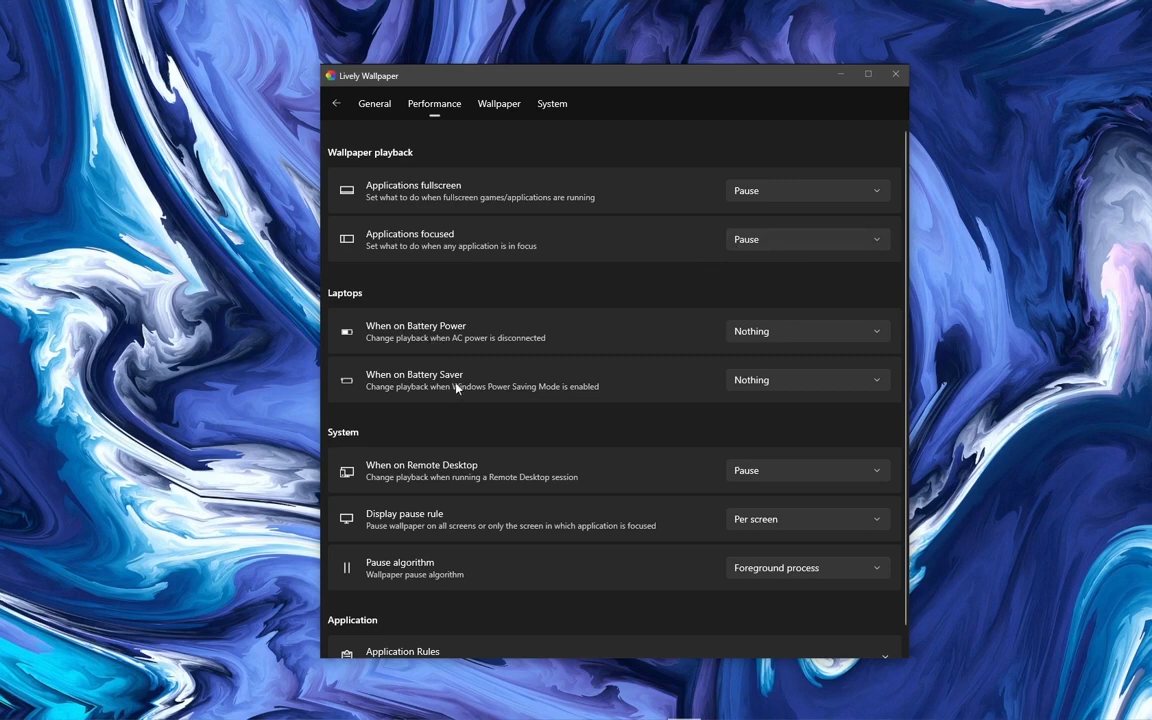 Lively Wallpaper
General Performance Wallpaper System
Wallpaper playback
Applications fullscreen
Set what to do when fullscreen games/applications are running
Pause
Applications focused
Set what to do when any application is in focus
Pause
Laptops
When on Battery Power
Change playback when AC power is disconnected
Nothing
When on Battery Saver
Change playback when Windows Power Saving Mode is enabled
Nothing
System
When on Remote Desktop
Change playback when running a Remote Desktop session
Pause
Display pause rule
Pause wallpaper on all screens or only the screen in which application is focused
Per screen
Pause algorithm
Wallpaper pause algorithm
Foreground process
Application
Application Rules